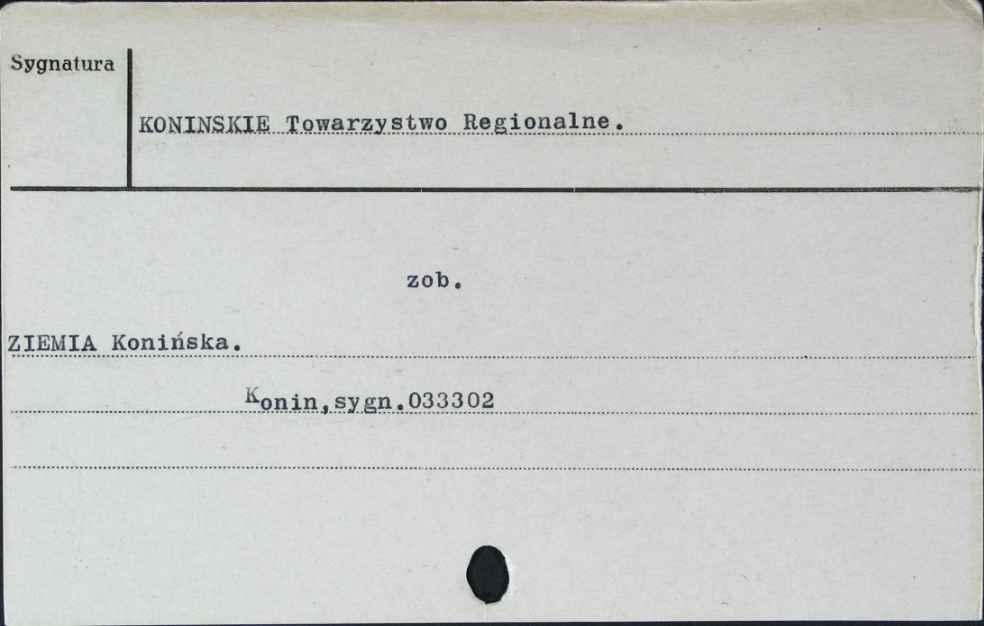 Sygnatura
KONINSKIE Towarzystwo Regionalne.
zob.
ZIEMIA Konińska.
Konin,sygn.033302